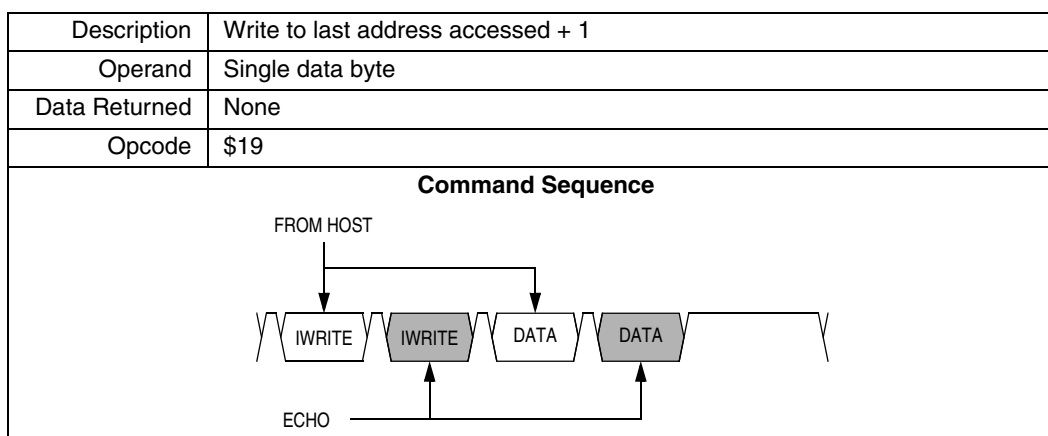 Description Write to last address accessed + 1
Operand Single data byte
Data Returned None
Opcode $19
Command Sequence
FROM HOST
IWRITE IWRITE DATA DATA
ECHO